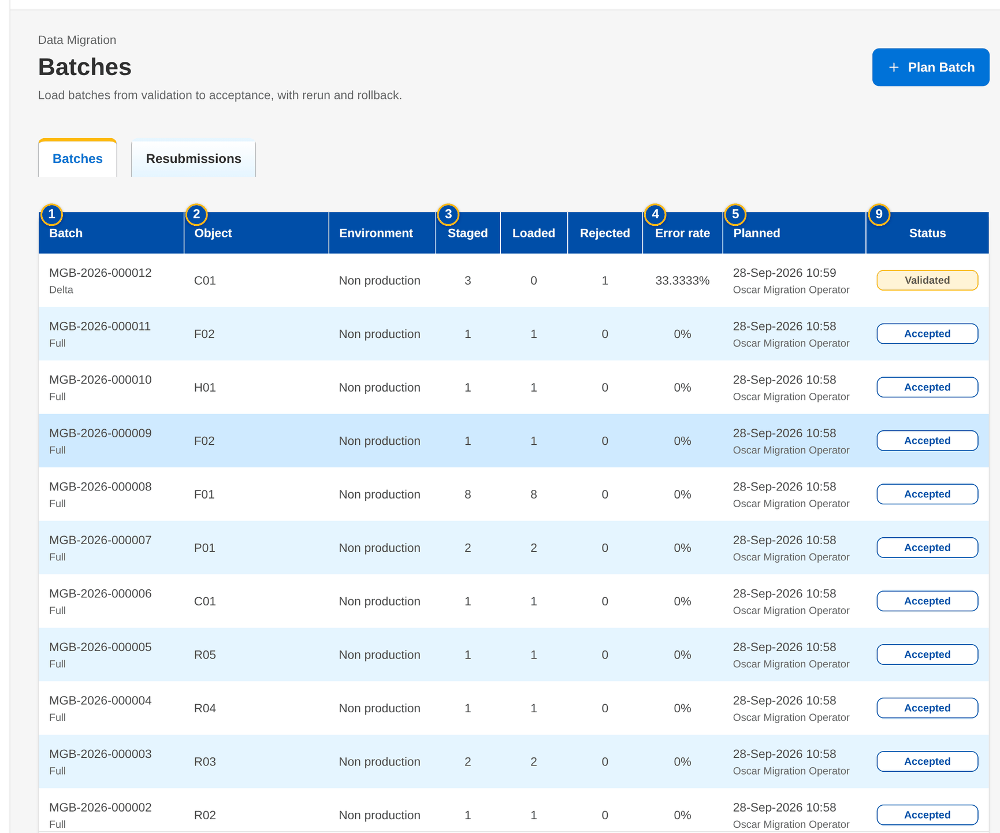 Data Migration
Batches
Load batches from validation to acceptance, with rerun and rollback.
+ Plan Batch
Batches Resubmissions
1 2 3 4 5 9
Batch Object Environment Staged Loaded Rejected Error rate Planned Status
MGB-2026-000012 C01 Non production 3 0 1 33.3333% 28-Sep-2026 10:59 Validated
Delta Oscar Migration Operator
MGB-2026-000011 F02 Non production 1 1 0 0% 28-Sep-2026 10:58 Accepted
Full Oscar Migration Operator
MGB-2026-000010 H01 Non production 1 1 0 0% 28-Sep-2026 10:58 Accepted
Full Oscar Migration Operator
MGB-2026-000009 F02 Non production 1 1 0 0% 28-Sep-2026 10:58 Accepted
Full Oscar Migration Operator
MGB-2026-000008 F01 Non production 8 8 0 0% 28-Sep-2026 10:58 Accepted
Full Oscar Migration Operator
MGB-2026-000007 P01 Non production 2 2 0 0% 28-Sep-2026 10:58 Accepted
Full Oscar Migration Operator
MGB-2026-000006 C01 Non production 1 1 0 0% 28-Sep-2026 10:58 Accepted
Full Oscar Migration Operator
MGB-2026-000005 R05 Non production 1 1 0 0% 28-Sep-2026 10:58 Accepted
Full Oscar Migration Operator
MGB-2026-000004 R04 Non production 1 1 0 0% 28-Sep-2026 10:58 Accepted
Full Oscar Migration Operator
MGB-2026-000003 R03 Non production 2 2 0 0% 28-Sep-2026 10:58 Accepted
Full Oscar Migration Operator
MGB-2026-000002 R02 Non production 1 1 0 0% 28-Sep-2026 10:58 Accepted
Full Oscar Migration Operator